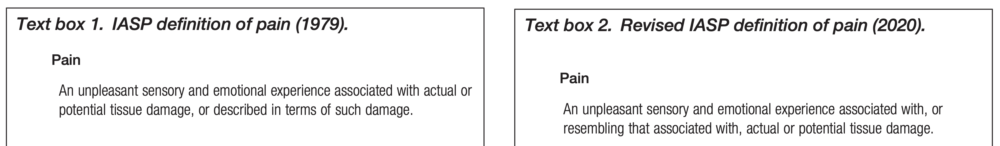 Text box 1. IASP definition of pain (1979).
Pain
An unpleasant sensory and emotional experience associated with actual or
potential tissue damage, or described in terms of such damage.
Text box 2. Revised IASP definition of pain (2020).
Pain
An unpleasant sensory and emotional experience associated with, or
resembling that associated with, actual or potential tissue damage.